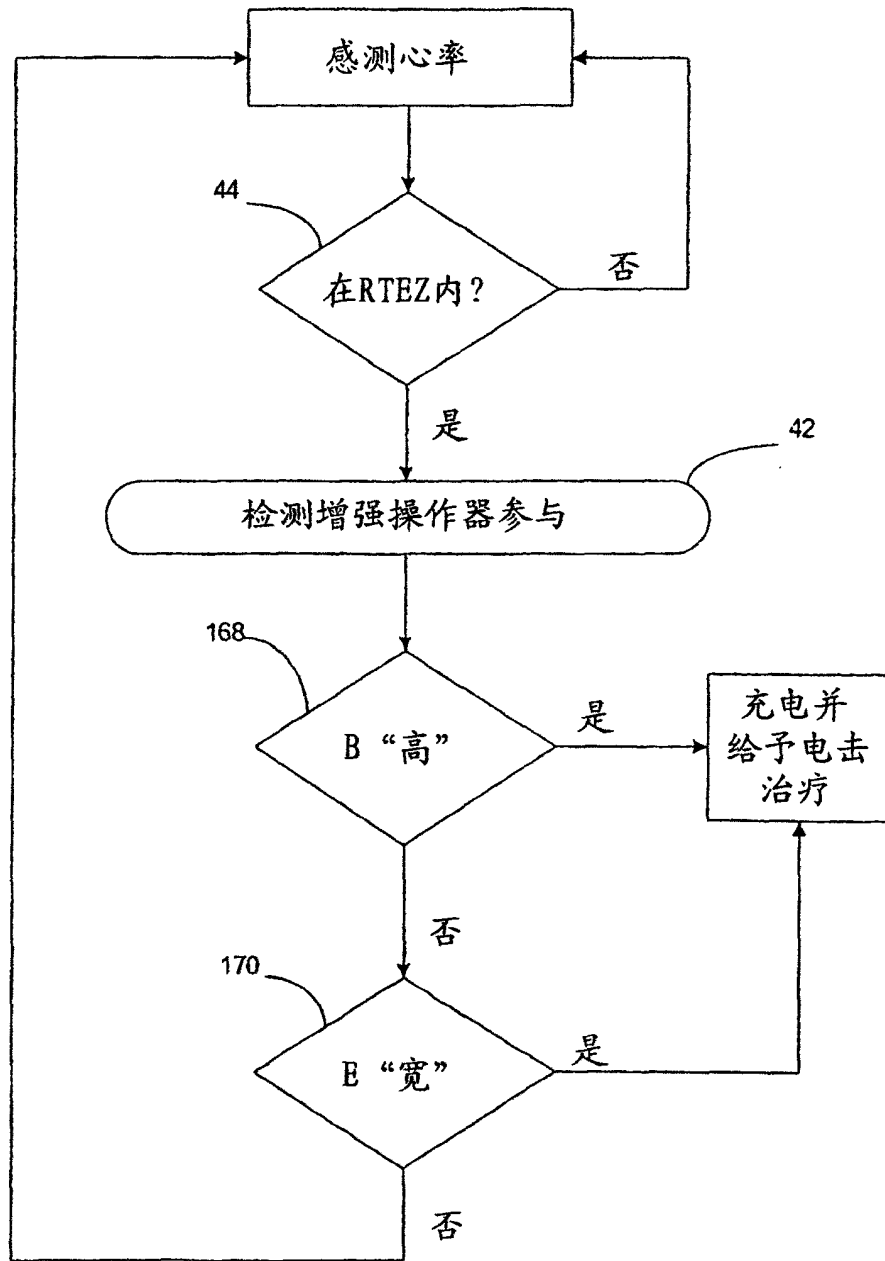 感测心率
44
在RTEZ内?
否
是
42
检测增强操作器参与
168
B “高”
是
充电并
给予电击
治疗
否
170
E “宽”
是
否